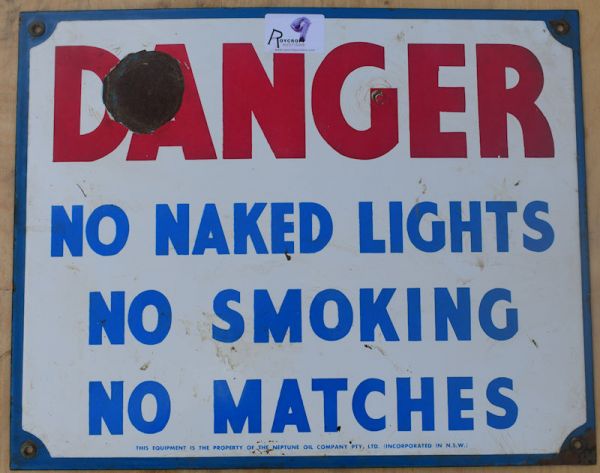 DANGER
NO NAKED LIGHTS
NO SMOKING
NO MATCHES
THIS EQUIPMENT IS THE PROPERTY OF THE NEPTUNE OIL COMPANY PTY, LTD. (INCORPORATED IN N.S.W.)